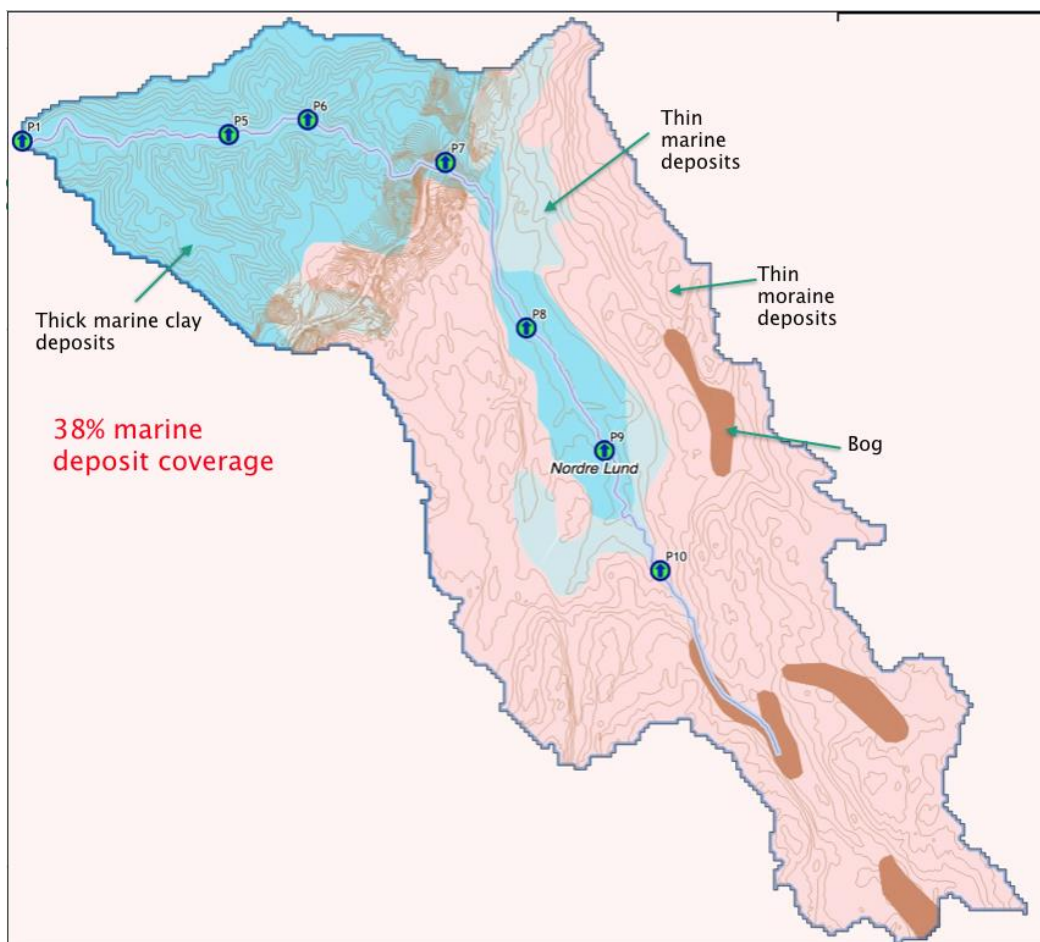 P1
P5
P6
P7
Thin
marine
deposits
Thin
moraine
deposits
Thick marine clay
deposits
P8
38% marine
deposit coverage
P9
Nordre Lund
Bog
P10